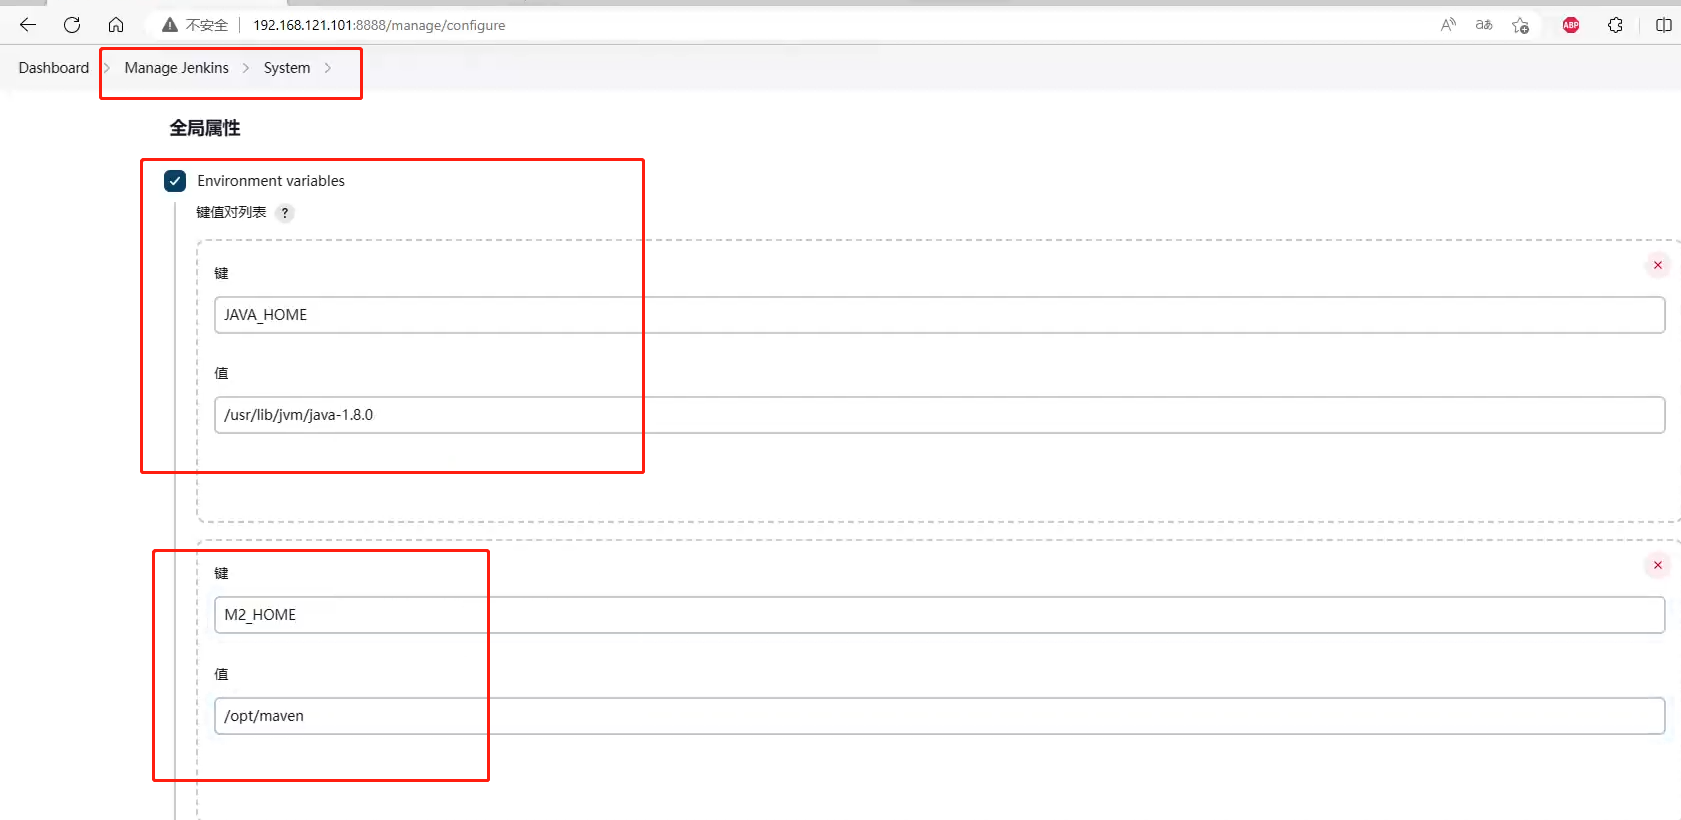 不安全 192.168.121.101:8888/manage/configure A aあ ABP
Dashboard Manage Jenkins System
全局属性
Environment variables
键值对列表 ?
键
JAVA_HOME
值
/usr/lib/jvm/java-1.8.0
键
M2_HOME
值
/opt/maven